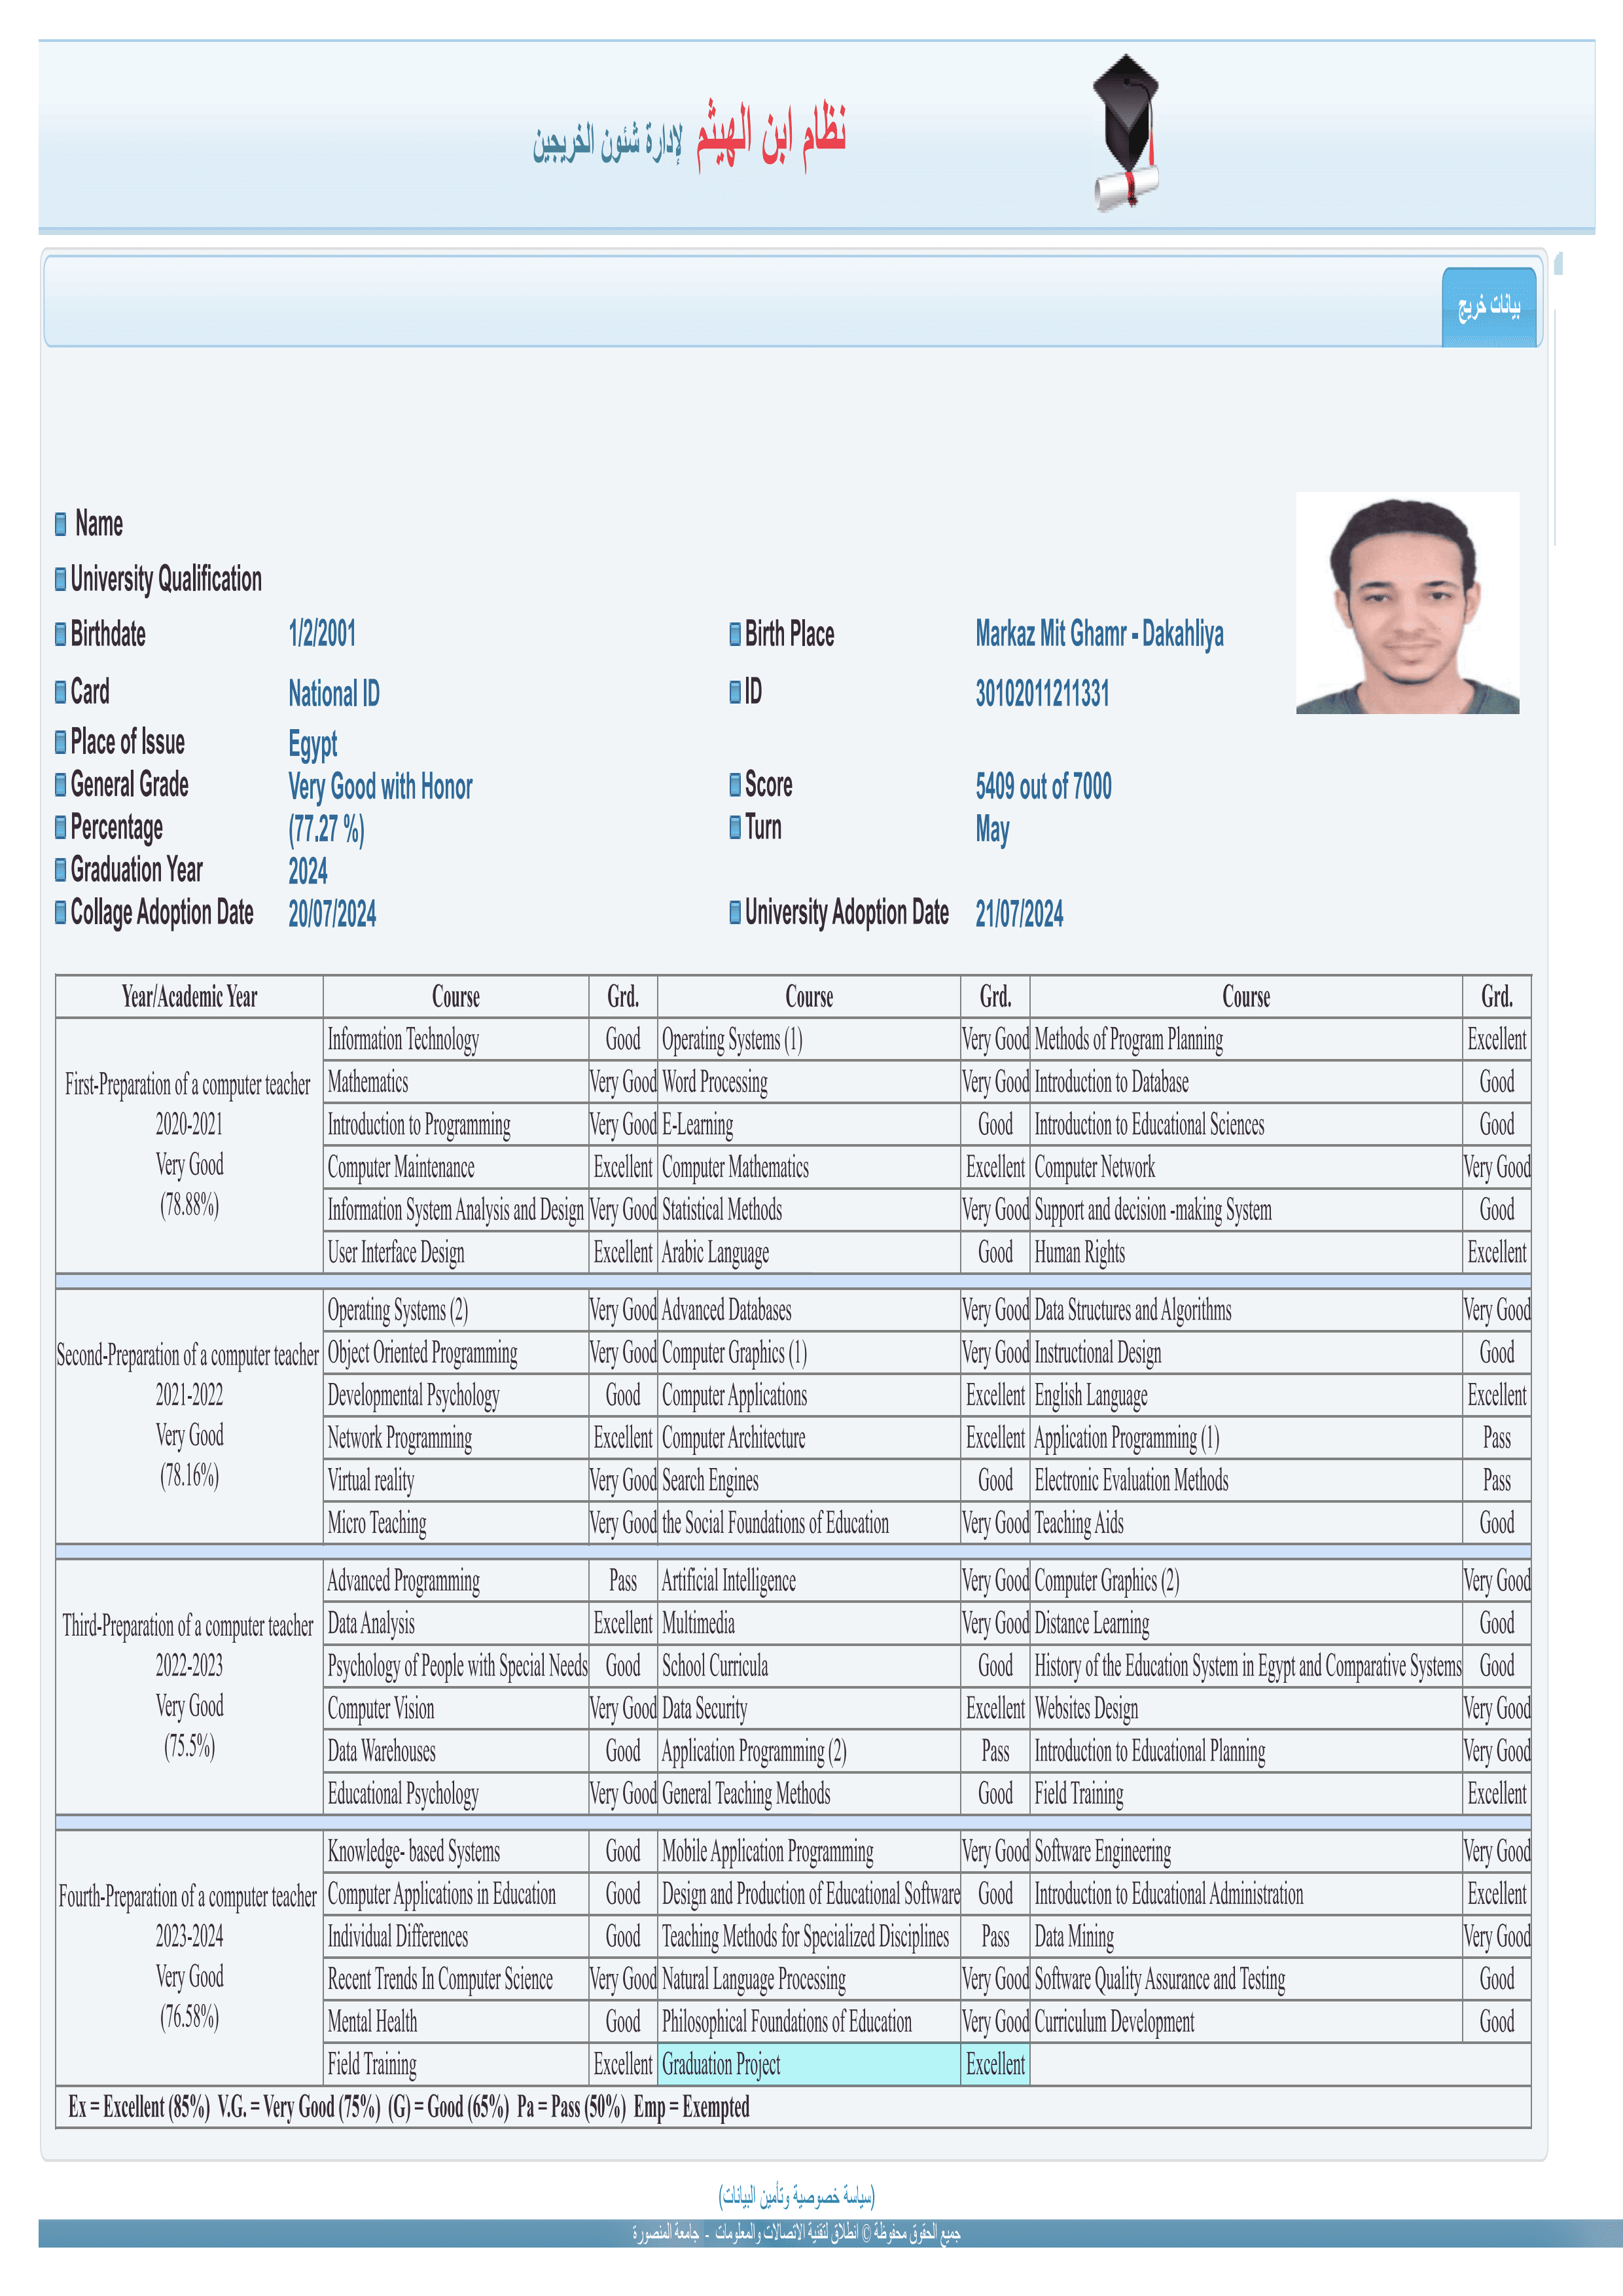 نظام ابن الهيثم لإدارة شئون الخريجين
بيانات خريج
Name
University Qualification
Birthdate 1/2/2001 Birth Place Markaz Mit Ghamr - Dakahliya
Card National ID ID 30102011211331
Place of Issue Egypt
General Grade Very Good with Honor Score 5409 out of 7000
Percentage (77.27 %) Turn May
Graduation Year 2024
Collage Adoption Date 20/07/2024 University Adoption Date 21/07/2024
Year/Academic Year Course Grd. Course Grd. Course Grd.
First-Preparation of a computer teacher
2020-2021
Very Good
(78.88%)
Information Technology Good Operating Systems (1) Very Good Methods of Program Planning Excellent
Mathematics Very Good Word Processing Very Good Introduction to Database Good
Introduction to Programming Very Good E-Learning Good Introduction to Educational Sciences Good
Computer Maintenance Excellent Computer Mathematics Excellent Computer Network Very Good
Information System Analysis and Design Very Good Statistical Methods Very Good Support and decision -making System Good
User Interface Design Excellent Arabic Language Good Human Rights Excellent
Second-Preparation of a computer teacher
2021-2022
Very Good
(78.16%)
Operating Systems (2) Very Good Advanced Databases Very Good Data Structures and Algorithms Very Good
Object Oriented Programming Very Good Computer Graphics (1) Very Good Instructional Design Good
Developmental Psychology Good Computer Applications Excellent English Language Excellent
Network Programming Excellent Computer Architecture Excellent Application Programming (1) Pass
Virtual reality Very Good Search Engines Good Electronic Evaluation Methods Pass
Micro Teaching Very Good the Social Foundations of Education Very Good Teaching Aids Good
Third-Preparation of a computer teacher
2022-2023
Very Good
(75.5%)
Advanced Programming Pass Artificial Intelligence Very Good Computer Graphics (2) Very Good
Data Analysis Excellent Multimedia Very Good Distance Learning Good
Psychology of People with Special Needs Good School Curricula Good History of the Education System in Egypt and Comparative Systems Good
Computer Vision Very Good Data Security Excellent Websites Design Very Good
Data Warehouses Good Application Programming (2) Pass Introduction to Educational Planning Very Good
Educational Psychology Very Good General Teaching Methods Good Field Training Excellent
Fourth-Preparation of a computer teacher
2023-2024
Very Good
(76.58%)
Knowledge- based Systems Good Mobile Application Programming Very Good Software Engineering Very Good
Computer Applications in Education Good Design and Production of Educational Software Good Introduction to Educational Administration Excellent
Individual Differences Good Teaching Methods for Specialized Disciplines Pass Data Mining Very Good
Recent Trends In Computer Science Very Good Natural Language Processing Very Good Software Quality Assurance and Testing Good
Mental Health Good Philosophical Foundations of Education Very Good Curriculum Development Good
Field Training Excellent Graduation Project Excellent
Ex = Excellent (85%) V.G. = Very Good (75%) (G) = Good (65%) Pa = Pass (50%) Emp = Exempted
(سياسة خصوصية وتأمين البيانات)
جميع الحقوق محفوظة © انطلاق لتقنية الاتصالات والمعلومات - جامعة المنصورة